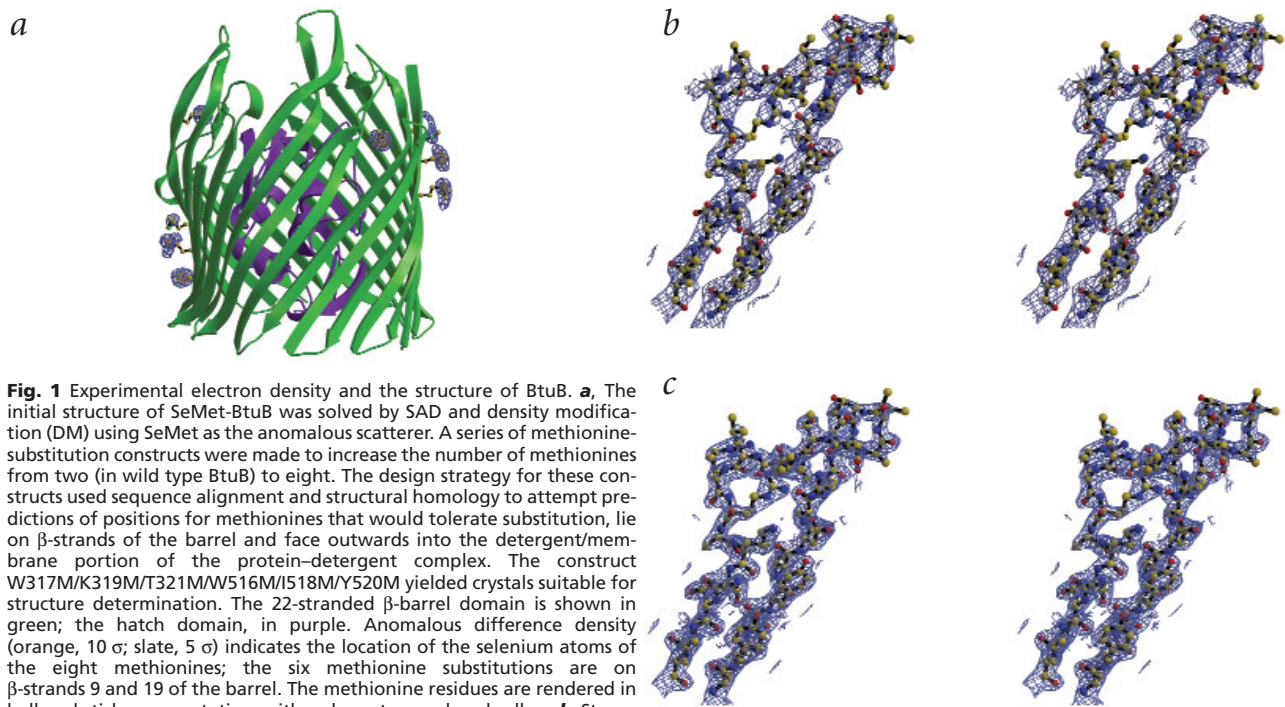 a
b
Fig. 1 Experimental electron density and the structure of BtuB. a, The
initial structure of SeMet-BtuB was solved by SAD and density modifica-
tion (DM) using SeMet as the anomalous scatterer. A series of methionine-
substitution constructs were made to increase the number of methionines
from two (in wild type BtuB) to eight. The design strategy for these con-
structs used sequence alignment and structural homology to attempt pre-
dictions of positions for methionines that would tolerate substitution, lie
on β-strands of the barrel and face outwards into the detergent/mem-
brane portion of the protein–detergent complex. The construct
W317M/K319M/T321M/W516M/I518M/Y520M yielded crystals suitable for
structure determination. The 22-stranded β-barrel domain is shown in
green; the hatch domain, in purple. Anomalous difference density
(orange, 10 σ; slate, 5 σ) indicates the location of the selenium atoms of
the eight methionines; the six methionine substitutions are on
β-strands 9 and 19 of the barrel. The methionine residues are rendered in
c